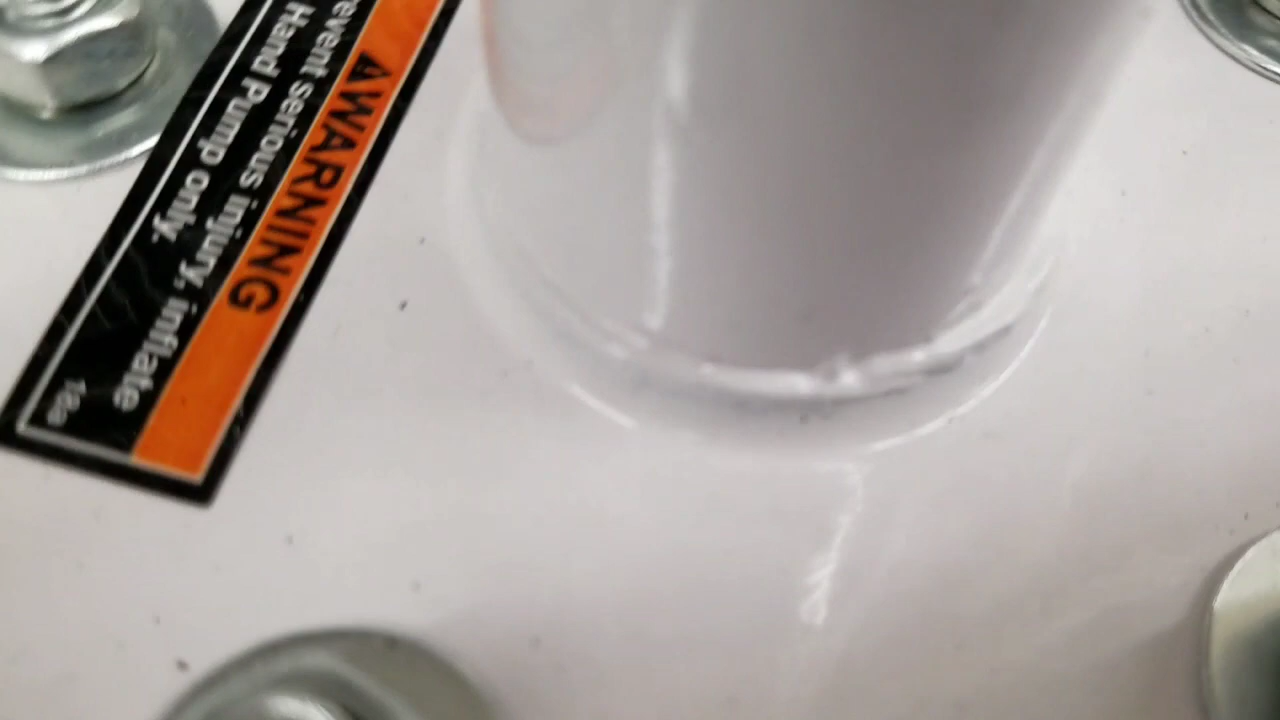 WARNING
revent serious injury, inflate
Hand Pump only.